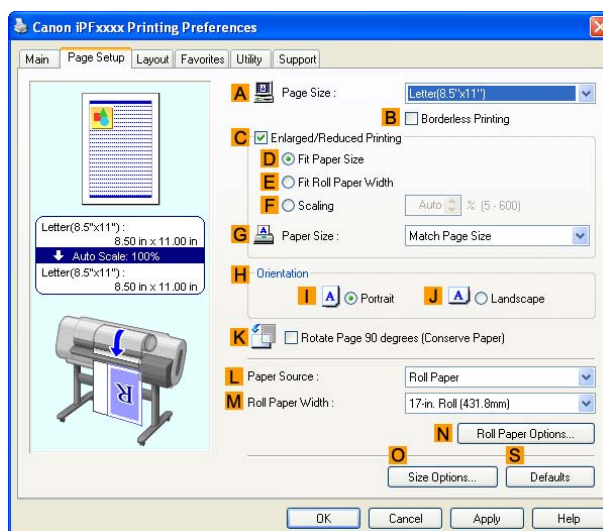 Canon iPFxxxx Printing Preferences
Main Page Setup Layout Favorites Utility Support
A Page Size : Letter(8.5"x11")
B Borderless Printing
C Enlarged/Reduced Printing
D Fit Paper Size
E Fit Roll Paper Width
F Scaling Auto % (5 - 600)
G A Paper Size : Match Page Size
Letter(8.5"x11") :
8.50 in x 11.00 in
Auto Scale: 100%
Letter(8.5"x11") :
8.50 in x 11.00 in
H Orientation
I A Portrait J A Landscape
K Rotate Page 90 degrees (Conserve Paper)
R
L Paper Source : Roll Paper
M Roll Paper Width : 17-in. Roll (431.8mm)
N Roll Paper Options...
O S
Size Options... Defaults
OK Cancel Apply Help